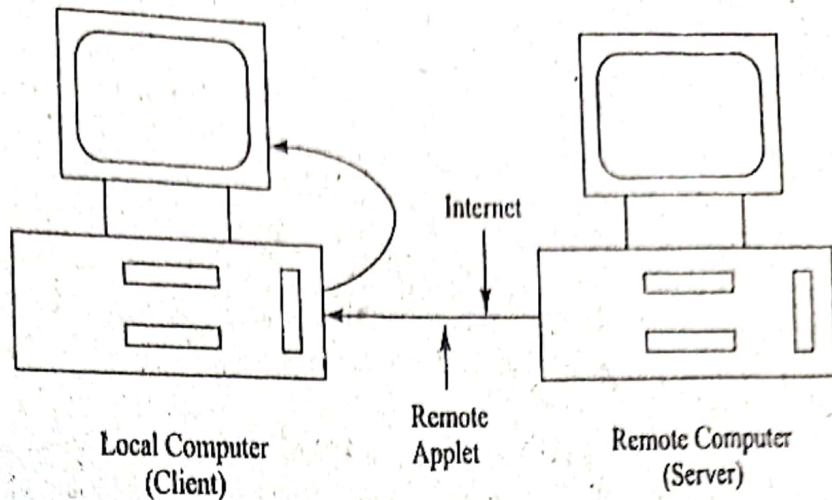 Internet
Remote
Applet
Local Computer
(Client)
Remote Computer
(Server)